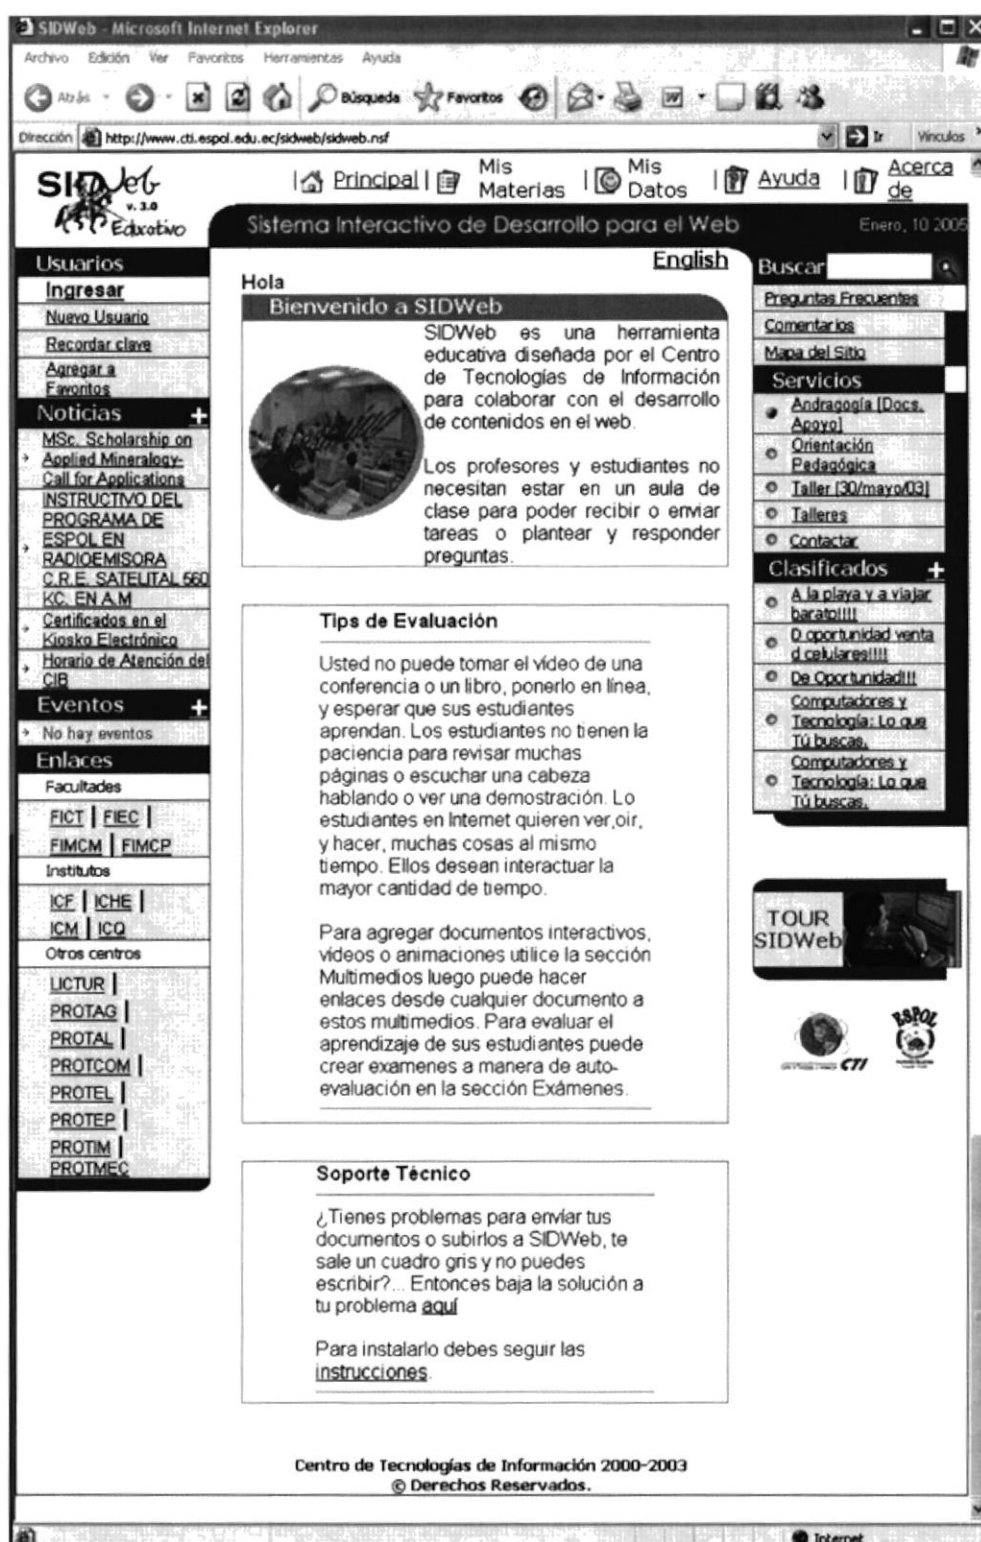 SIDWeb - Microsoft Internet Explorer
Archivo Edición Ver Favoritos Herramientas Ayuda
Atrás Búsqueda Favoritos
Dirección http://www.cti.espol.edu.ec/sidweb/sidweb.nsf Ir Vínculos
SIDWeb
v. 3.0
Educativo
Principal | Mis Materias | Mis Datos | Ayuda | Acerca de
Sistema Interactivo de Desarrollo para el Web
Enero, 10 2005
Usuarios
Ingresar
Nuevo Usuario
Recordar clave
Agregar a
Favoritos
Noticias +
MSc. Scholarship on
Applied Mineralogy-
Call for Applications
INSTRUCTIVO DEL
PROGRAMA DE
ESPOL EN
RADIOEMISORA
C.R.E. SATELITAL 560
KC. EN A.M
Certificados en el
Kiosko Electrónico
Horario de Atención del
CIB
Eventos +
No hay eventos
Enlaces
Facultades
FICT | FIEC |
FIMCM | FIMCP
Institutos
ICF | ICHE |
ICM | ICQ
Otros centros
LICTUR |
PROTAG |
PROTAL |
PROTCOM |
PROTEL |
PROTEP |
PROTIM |
PROTMEC
English
Hola
Bienvenido a SIDWeb
SIDWeb es una herramienta
educativa diseñada por el Centro
de Tecnologías de Información
para colaborar con el desarrollo
de contenidos en el web.
Los profesores y estudiantes no
necesitan estar en un aula de
clase para poder recibir o enviar
tareas o plantear y responder
preguntas.
Tips de Evaluación
Usted no puede tomar el vídeo de una
conferencia o un libro, ponerlo en línea,
y esperar que sus estudiantes
aprendan. Los estudiantes no tienen la
paciencia para revisar muchas
páginas o escuchar una cabeza
hablando o ver una demostración. Lo
estudiantes en Internet quieren ver,oir,
y hacer, muchas cosas al mismo
tiempo. Ellos desean interactuar la
mayor cantidad de tiempo.
Para agregar documentos interactivos,
vídeos o animaciones utilice la sección
Multimedios luego puede hacer
enlaces desde cualquier documento a
estos multimedios. Para evaluar el
aprendizaje de sus estudiantes puede
crear examenes a manera de auto-
evaluación en la sección Exámenes.
Soporte Técnico
¿Tienes problemas para envíar tus
documentos o subirlos a SIDWeb, te
sale un cuadro gris y no puedes
escribir?... Entonces baja la solución a
tu problema aquí
Para instalarlo debes seguir las
instrucciones.
Buscar
Preguntas Frecuentes
Comentarios
Mapa del Sitio
Servicios
Andragogía [Docs.
Apoyo]
Orientación
Pedagógica
Taller [30/mayo/03]
Talleres
Contactar
Clasificados +
A la playa y a viajar
barato!!!!
D oportunidad venta
d celulares!!!!
De Oportunidad!!!
Computadores y
Tecnología: Lo que
Tú buscas.
Computadores y
Tecnología: Lo que
Tú buscas.
TOUR
SIDWeb
CTI
ESPOL
Centro de Tecnologías de Información 2000-2003
© Derechos Reservados.
Internet